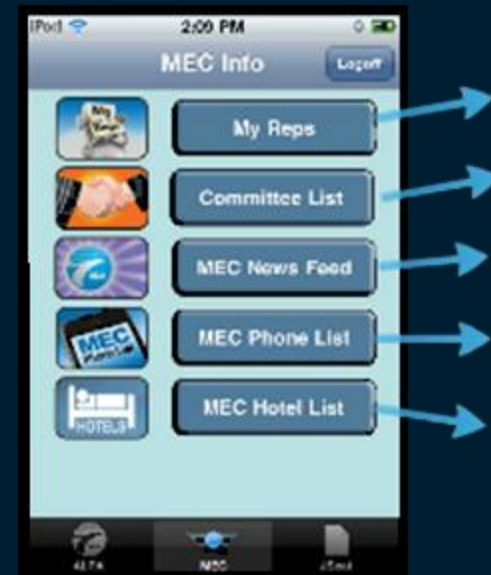 iPod 2:09 PM
MEC Info Logoff
My Reps
Committee List
MEC News Feed
MEC
MEC Phone List
HOTELS MEC Hotel List
MEC